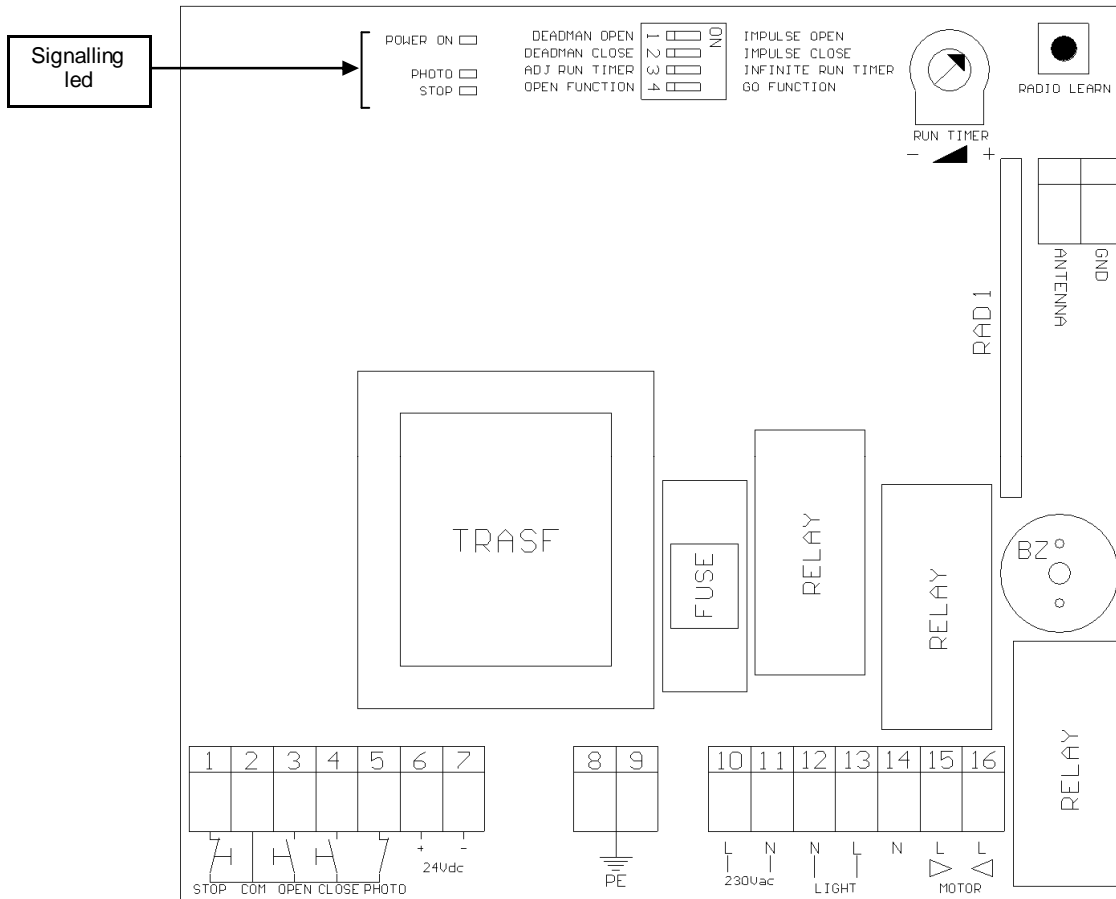 Signalling
led
POWER ON
PHOTO
STOP
DEADMAN OPEN 1 ON IMPULSE OPEN
DEADMAN CLOSE 2 IMPULSE CLOSE
ADJ RUN TIMER 3 INFINITE RUN TIMER
OPEN FUNCTION 4 GO FUNCTION
RUN TIMER
- +
RADIO LEARN
ANTENNA
GND
RAD 1
TRASF
FUSE
RELAY
RELAY
BZ
RELAY
1 2 3 4 5 6 7
8 9
10 11 12 13 14 15 16
+ -
24Vdc
STOP COM OPEN CLOSE PHOTO
PE
L N N L N L L
230Vac
LIGHT
MOTOR